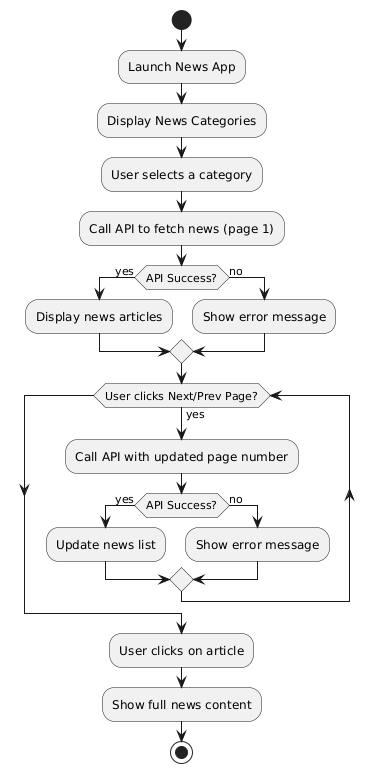 Launch News App
Display News Categories
User selects a category
Call API to fetch news (page 1)
yes
API Success?
no
Display news articles
Show error message
User clicks Next/Prev Page?
yes
Call API with updated page number
yes
API Success?
no
Update news list
Show error message
User clicks on article
Show full news content